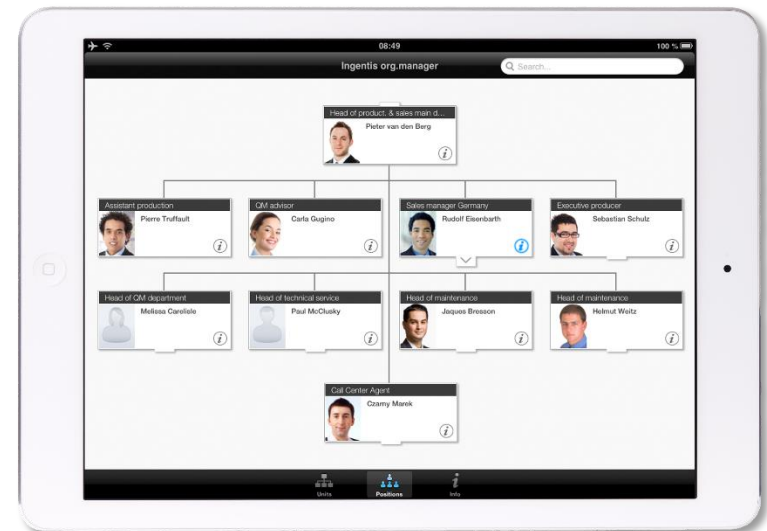 08:49
100 %
Ingentis org.manager
Search...
Head of product. & sales main d...
Pieter van den Berg
Assistant production
Pierre Truffault
QM advisor
Carla Gugino
Sales manager Germany
Rudolf Eisenbarth
Executive producer
Sebastian Schulz
Head of QM department
Melissa Carelisle
Head of technical service
Paul McClusky
Head of maintenance
Jaques Bresson
Head of maintenance
Helmut Weitz
Call Center Agent
Czarny Marek
Units
Positions
Info